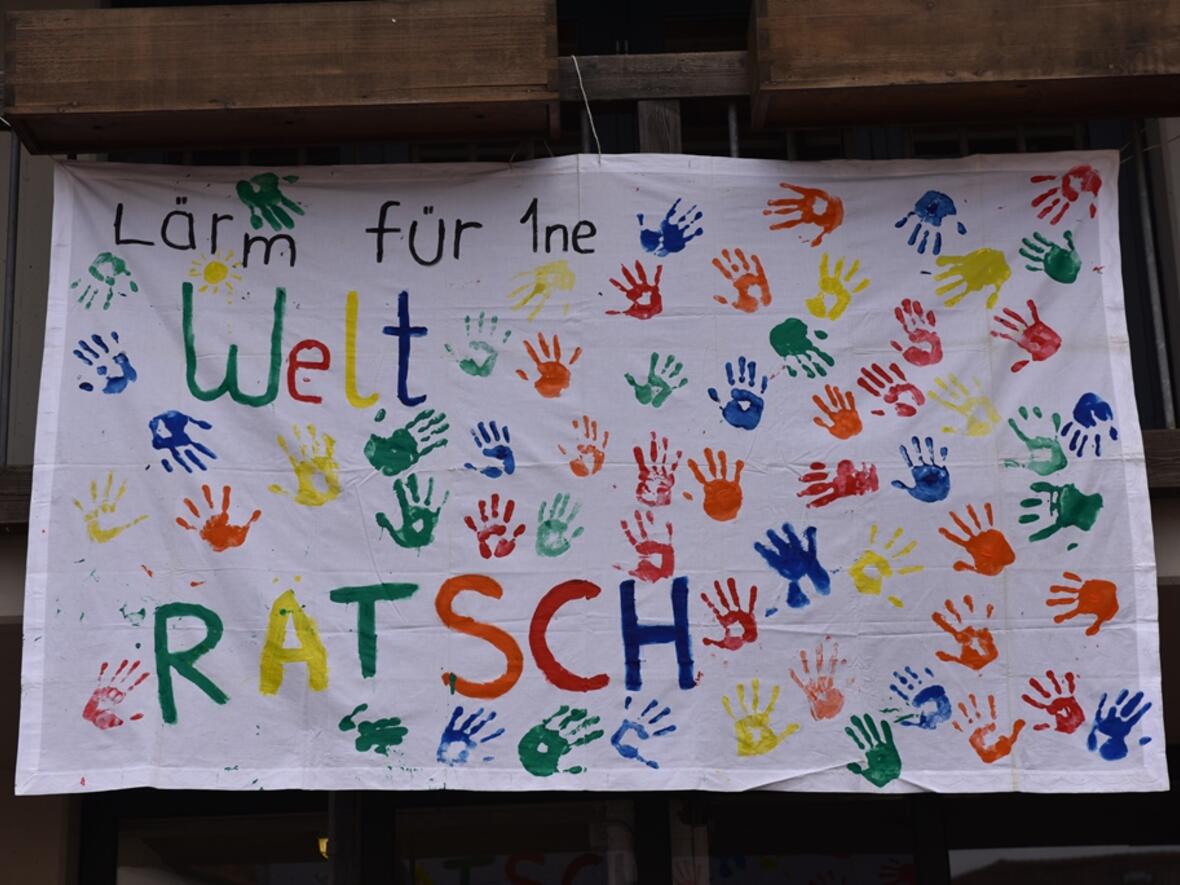 Lärm für 1ne
Welt
RATSCH